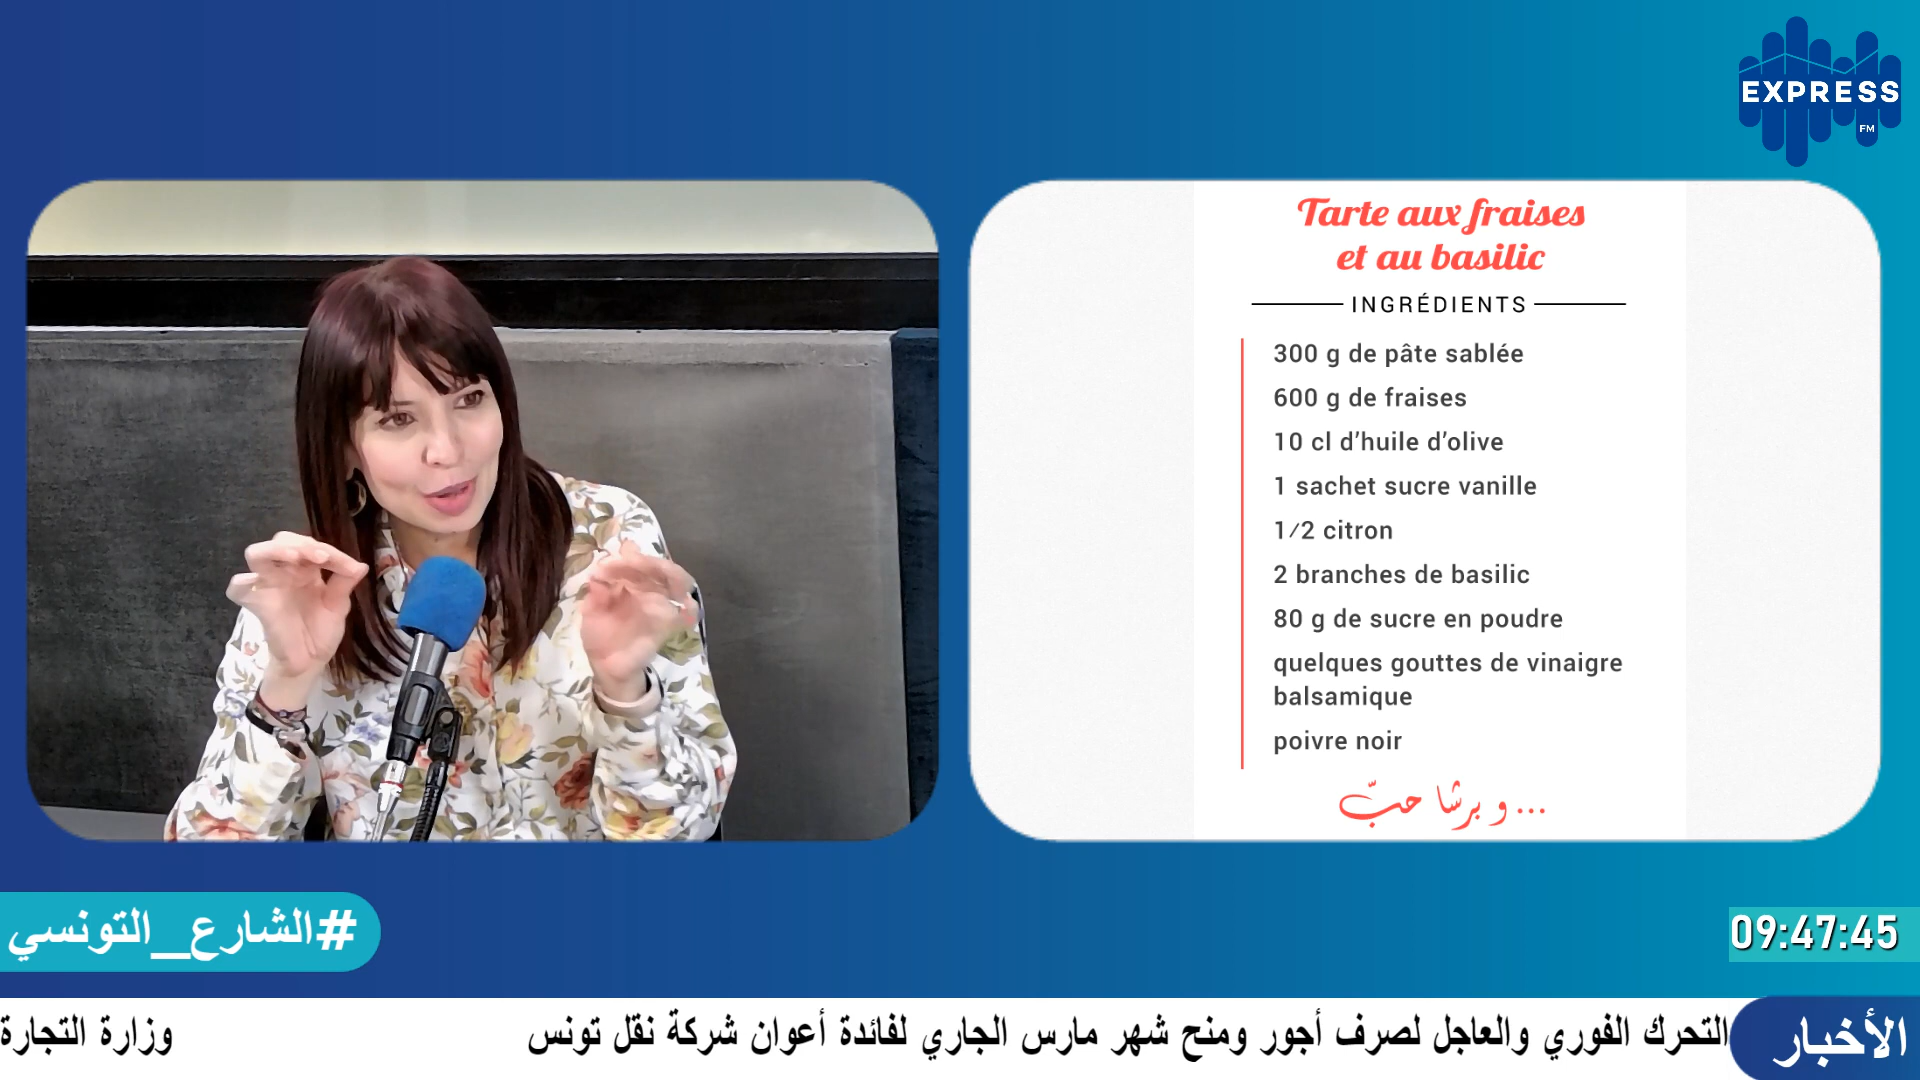 EXPRESS
FM
Tarte aux fraises
et au basilic
INGRÉDIENTS
300 g de pâte sablée
600 g de fraises
10 cl d’huile d’olive
1 sachet sucre vanille
1/2 citron
2 branches de basilic
80 g de sucre en poudre
quelques gouttes de vinaigre
balsamique
poivre noir
... و برشا حبّ
#الشارع_التونسي
09:47:45
الأخبار
التحرك الفوري والعاجل لصرف أجور ومنح شهر مارس الجاري لفائدة أعوان شركة نقل تونس
وزارة التجارة